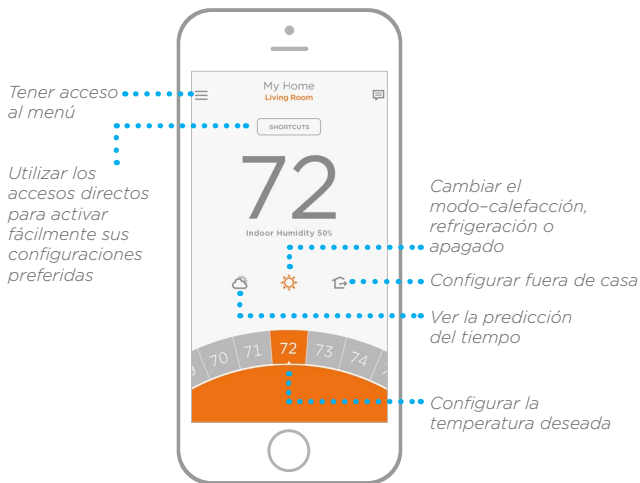 Tener acceso
al menú
Utilizar los
accesos directos
para activar
fácilmente sus
configuraciones
preferidas
My Home
Living Room
SHORTCUTS
72
Indoor Humidity 50%
70 71 72 73 74
Cambiar el
modo–calefacción,
refrigeración o
apagado
Configurar fuera de casa
Ver la predicción
del tiempo
Configurar la
temperatura deseada